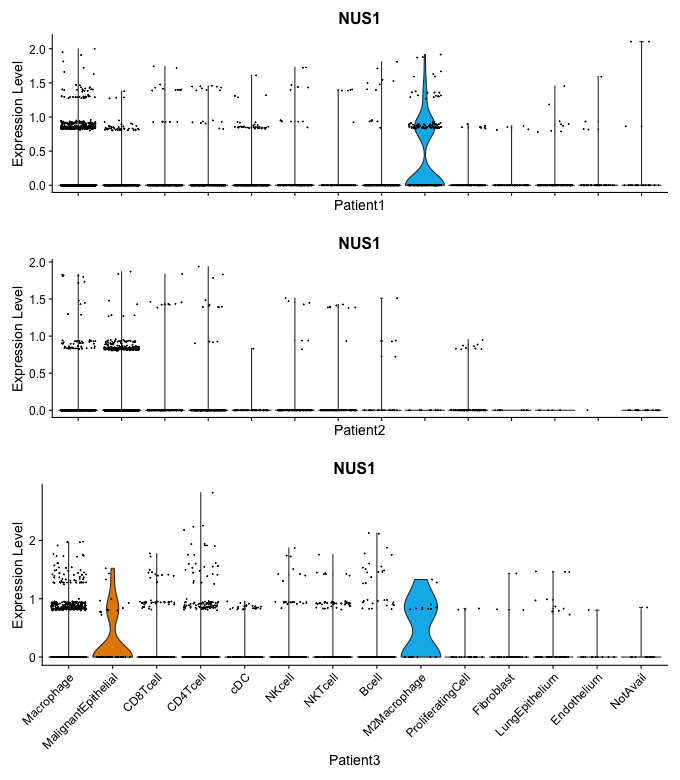 NUS1
Expression Level
2.0
1.5
1.0
0.5
0.0
Patient1
NUS1
Expression Level
2.0
1.5
1.0
0.5
0.0
Patient2
NUS1
Expression Level
2
1
0
Macrophage
MalignantEpithelial
CD8Tcell
CD4Tcell
cDC
NKcell
NKTcell
Bcell
M2Macrophage
ProliferatingCell
Fibroblast
LungEpithelium
Endothelium
NotAvail
Patient3